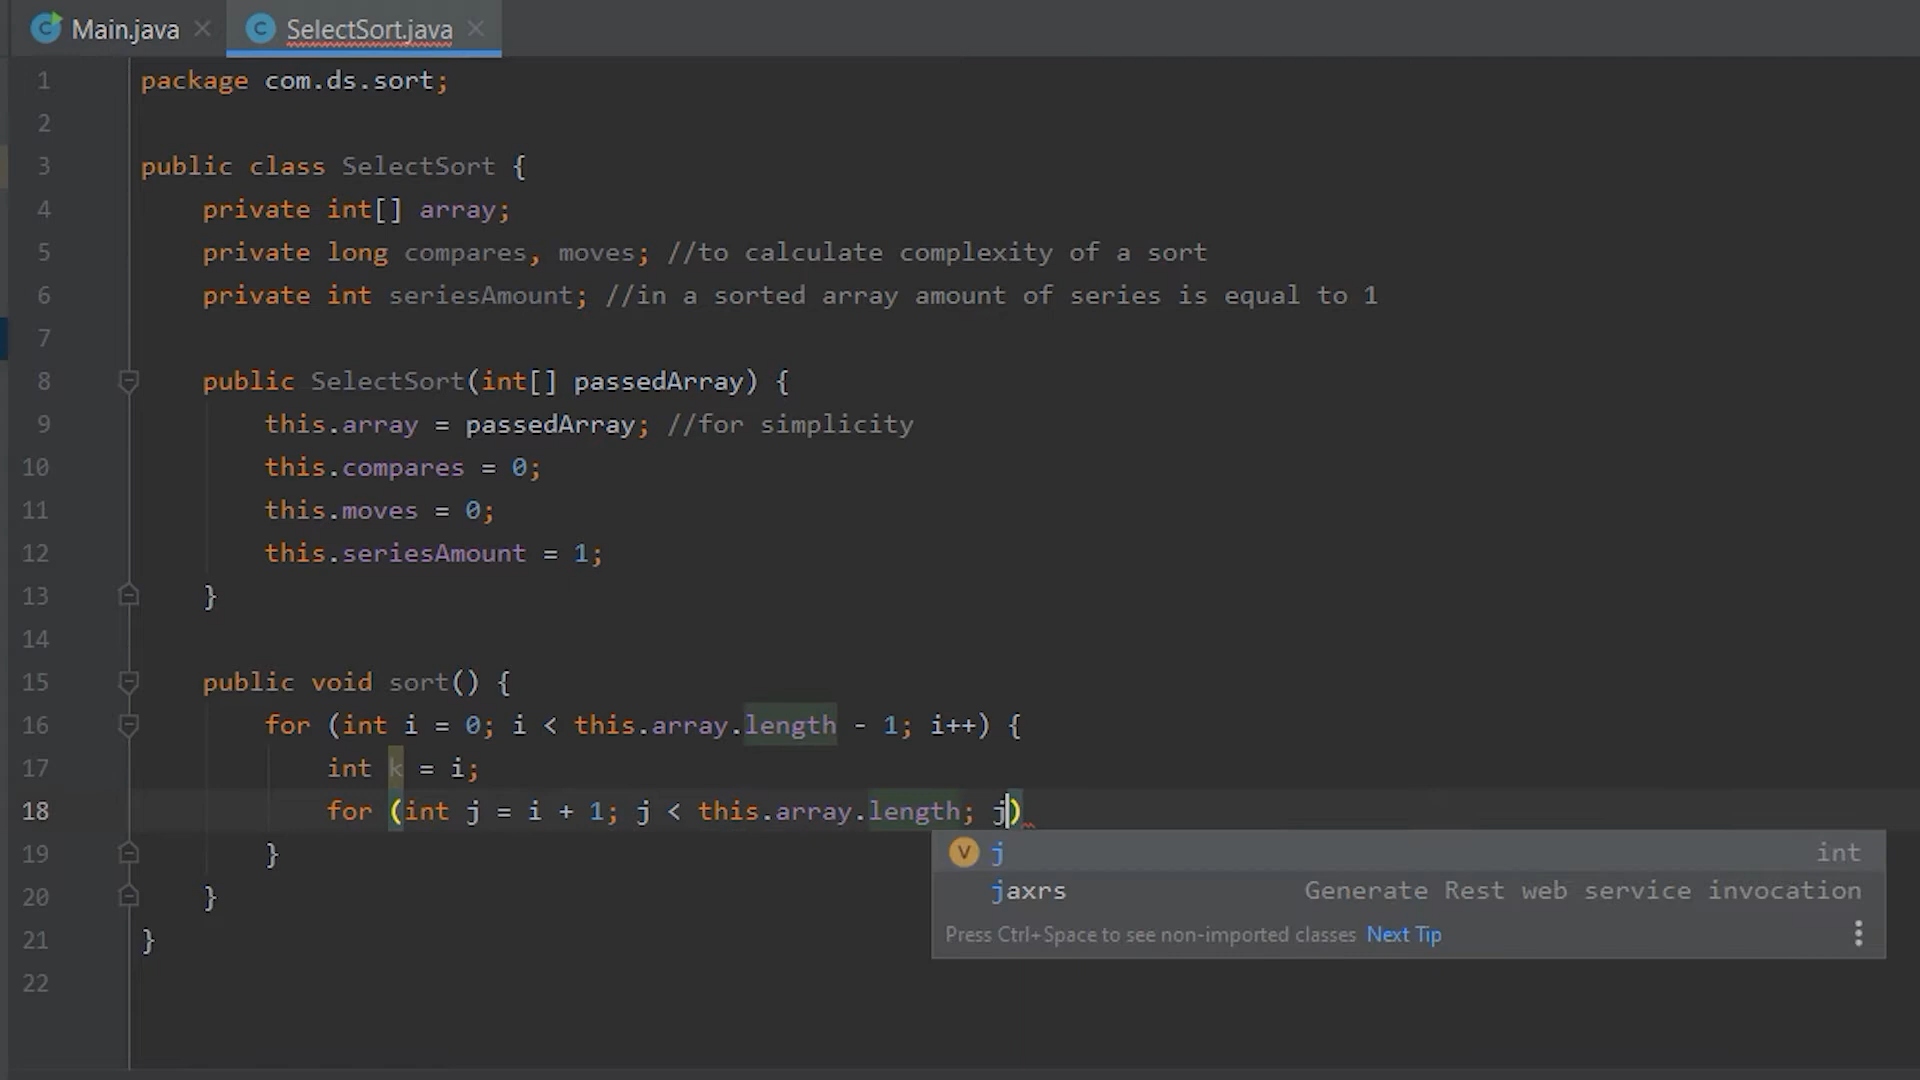 Main.java SelectSort.java
1 package com.ds.sort;
2
3 public class SelectSort {
4 private int[] array;
5 private long compares, moves; //to calculate complexity of a sort
6 private int seriesAmount; //in a sorted array amount of series is equal to 1
7
8 public SelectSort(int[] passedArray) {
9 this.array = passedArray; //for simplicity
10 this.compares = 0;
11 this.moves = 0;
12 this.seriesAmount = 1;
13 }
14
15 public void sort() {
16 for (int i = 0; i < this.array.length - 1; i++) {
17 int k = i;
18 for (int j = i + 1; j < this.array.length; j)
19 }
V j int
20 }
jaxrs Generate Rest web service invocation
21 }
Press Ctrl+Space to see non-imported classes Next Tip
22